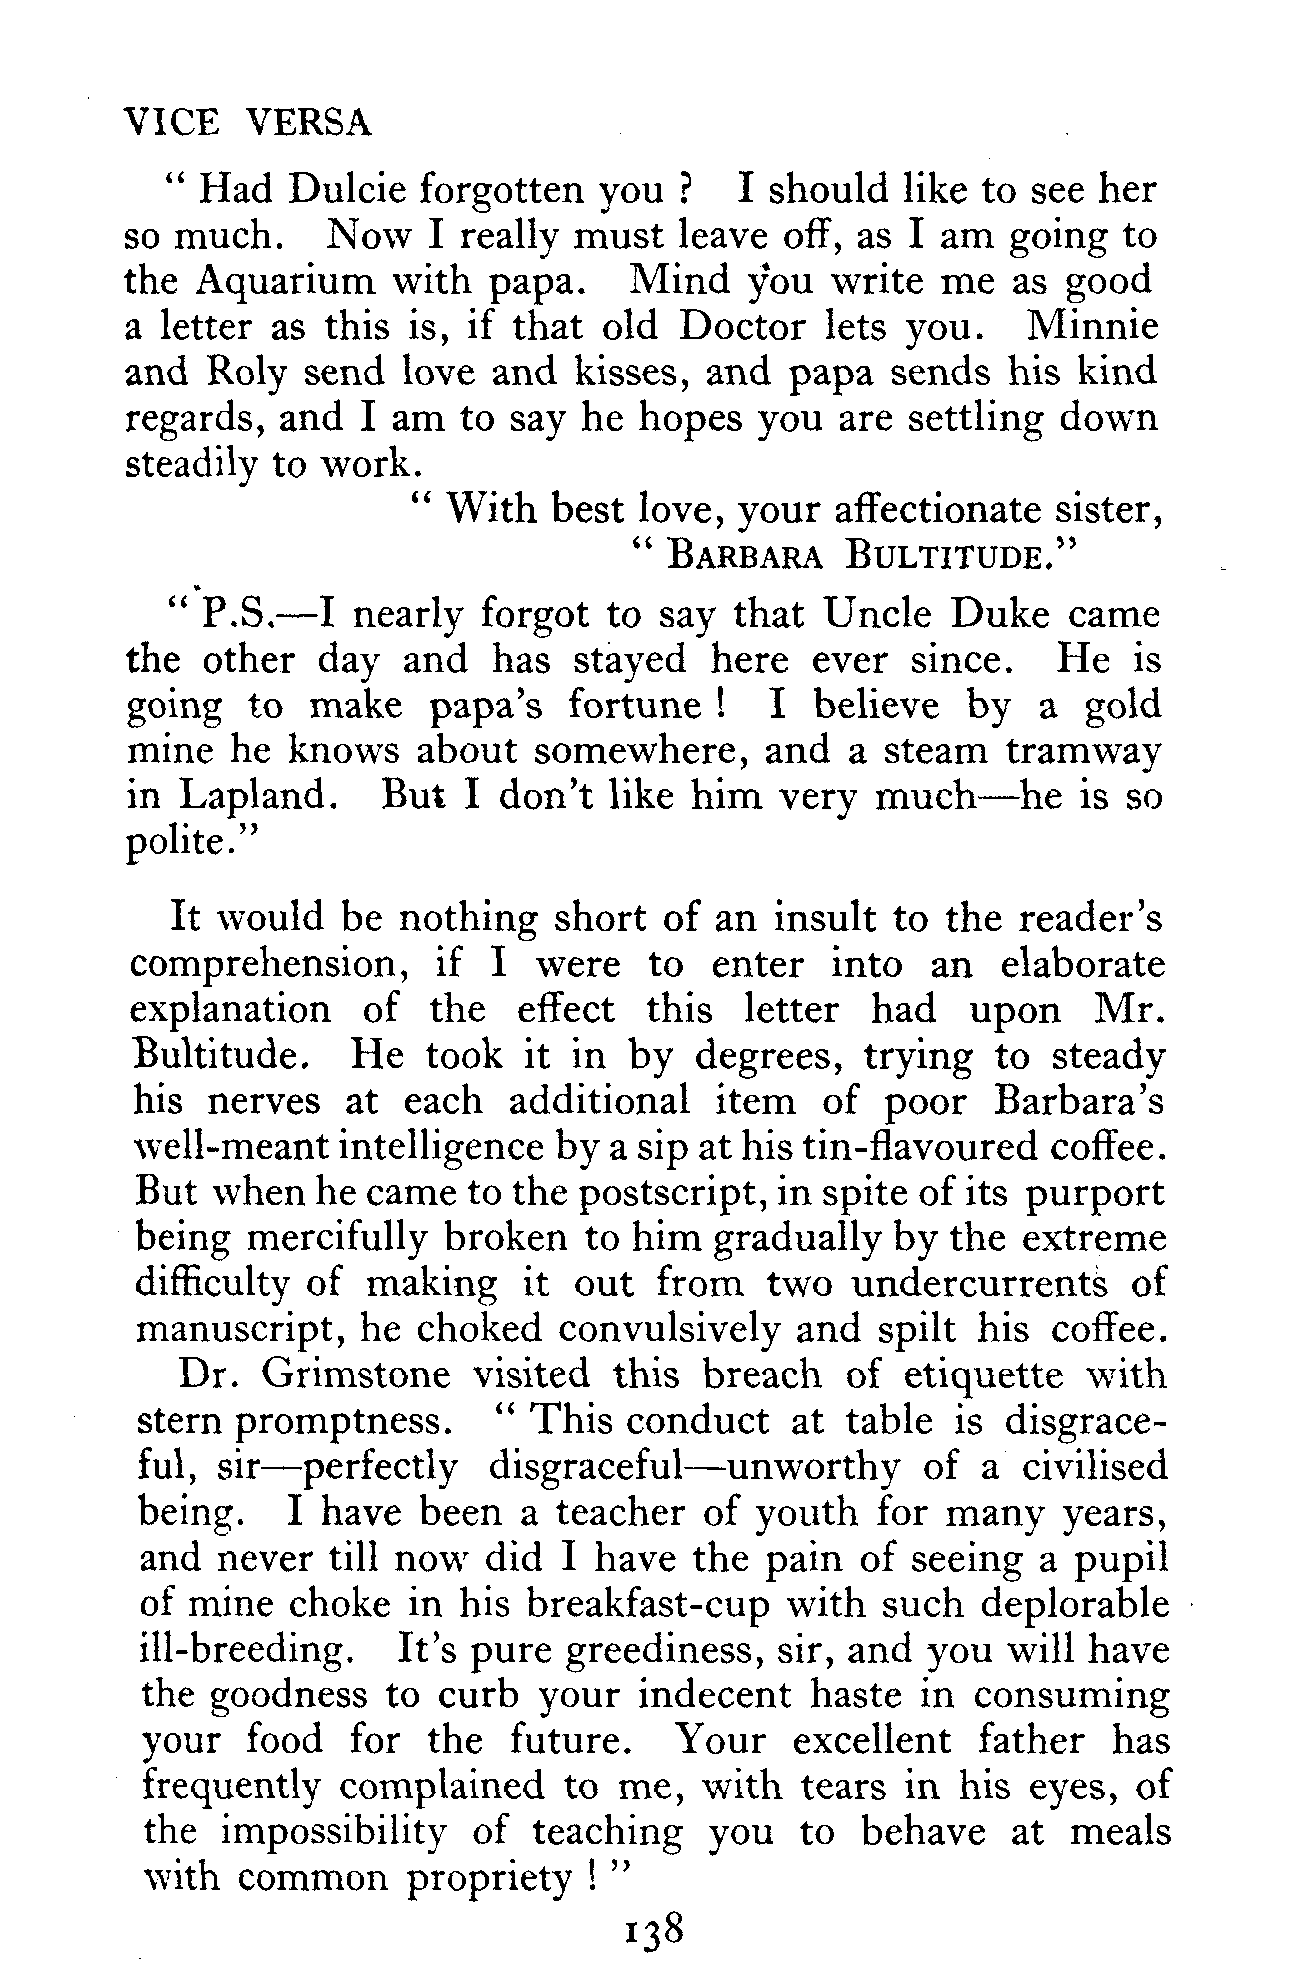 VICE VERSA
“ Had Dulcie forgotten you ? I should like to see her
so much. Now I really must leave off, as I am going to
the Aquarium with papa. Mind you write me as good
a letter as this is, if that old Doctor lets you. Minnie
and Roly send love and kisses, and papa sends his kind
regards, and I am to say he hopes you are settling down
steadily to work.
“ With best love, your affectionate sister,
“ BARBARA BULTITUDE.”
“ P.S.—I nearly forgot to say that Uncle Duke came
the other day and has stayed here ever since. He is
going to make papa’s fortune ! I believe by a gold
mine he knows about somewhere, and a steam tramway
in Lapland. But I don’t like him very much—he is so
polite.”
It would be nothing short of an insult to the reader’s
comprehension, if I were to enter into an elaborate
explanation of the effect this letter had upon Mr.
Bultitude. He took it in by degrees, trying to steady
his nerves at each additional item of poor Barbara’s
well-meant intelligence by a sip at his tin-flavoured coffee.
But when he came to the postscript, in spite of its purport
being mercifully broken to him gradually by the extreme
difficulty of making it out from two undercurrents of
manuscript, he choked convulsively and spilt his coffee.
Dr. Grimstone visited this breach of etiquette with
stern promptness. “ This conduct at table is disgrace-
ful, sir—perfectly disgraceful—unworthy of a civilised
being. I have been a teacher of youth for many years,
and never till now did I have the pain of seeing a pupil
of mine choke in his breakfast-cup with such deplorable
ill-breeding. It’s pure greediness, sir, and you will have
the goodness to curb your indecent haste in consuming
your food for the future. Your excellent father has
frequently complained to me, with tears in his eyes, of
the impossibility of teaching you to behave at meals
with common propriety ! ”
138